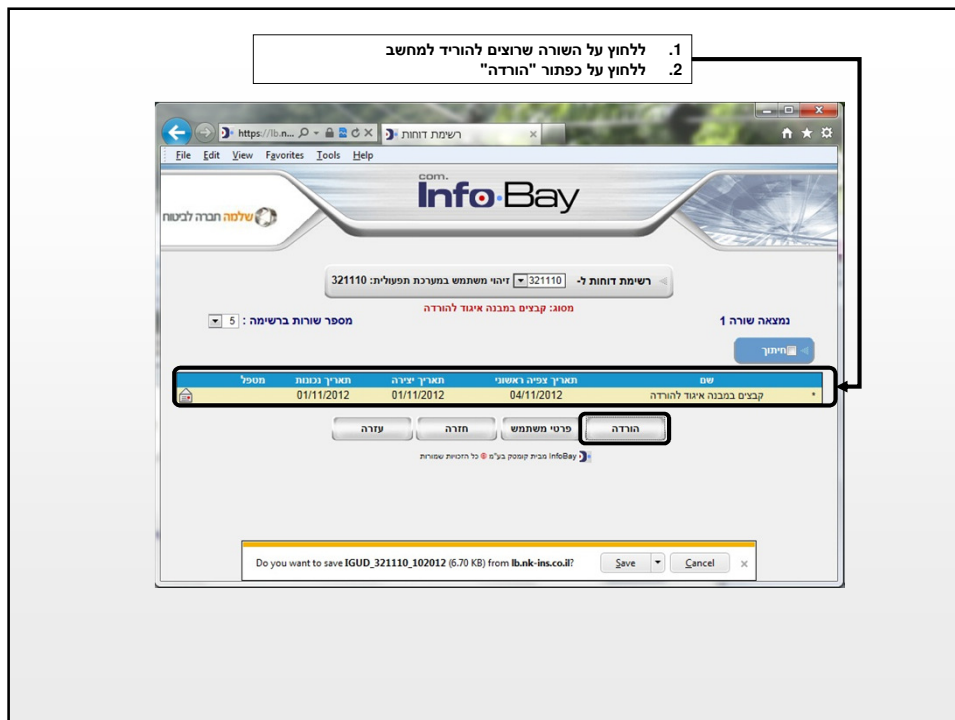 1. ללחוץ על השורה שרוצים להוריד למחשב
2. ללחוץ על כפתור "הורדה"
https://lb.n...
רשימת דוחות
File Edit View Favorites Tools Help
com.
Info Bay
שלמה חברה לביטוח
רשימת דוחות ל- 321110 זיהוי משתמש במערכת תפעולית: 321110
מסוג: קבצים במבנה איגוד להורדה
נמצאה שורה 1
מספר שורות ברשימה : 5
חיתוך
שם תאריך צפיה ראשוני תאריך יצירה תאריך נכונות מטפל
* קבצים במבנה איגוד להורדה 04/11/2012 01/11/2012 01/11/2012
הורדה פרטי משתמש חזרה עזרה
InfoBay מבית קומטק בע"מ © כל הזכויות שמורות
Do you want to save IGUD_321110_102012 (6.70 KB) from lb.nk-ins.co.il? Save Cancel